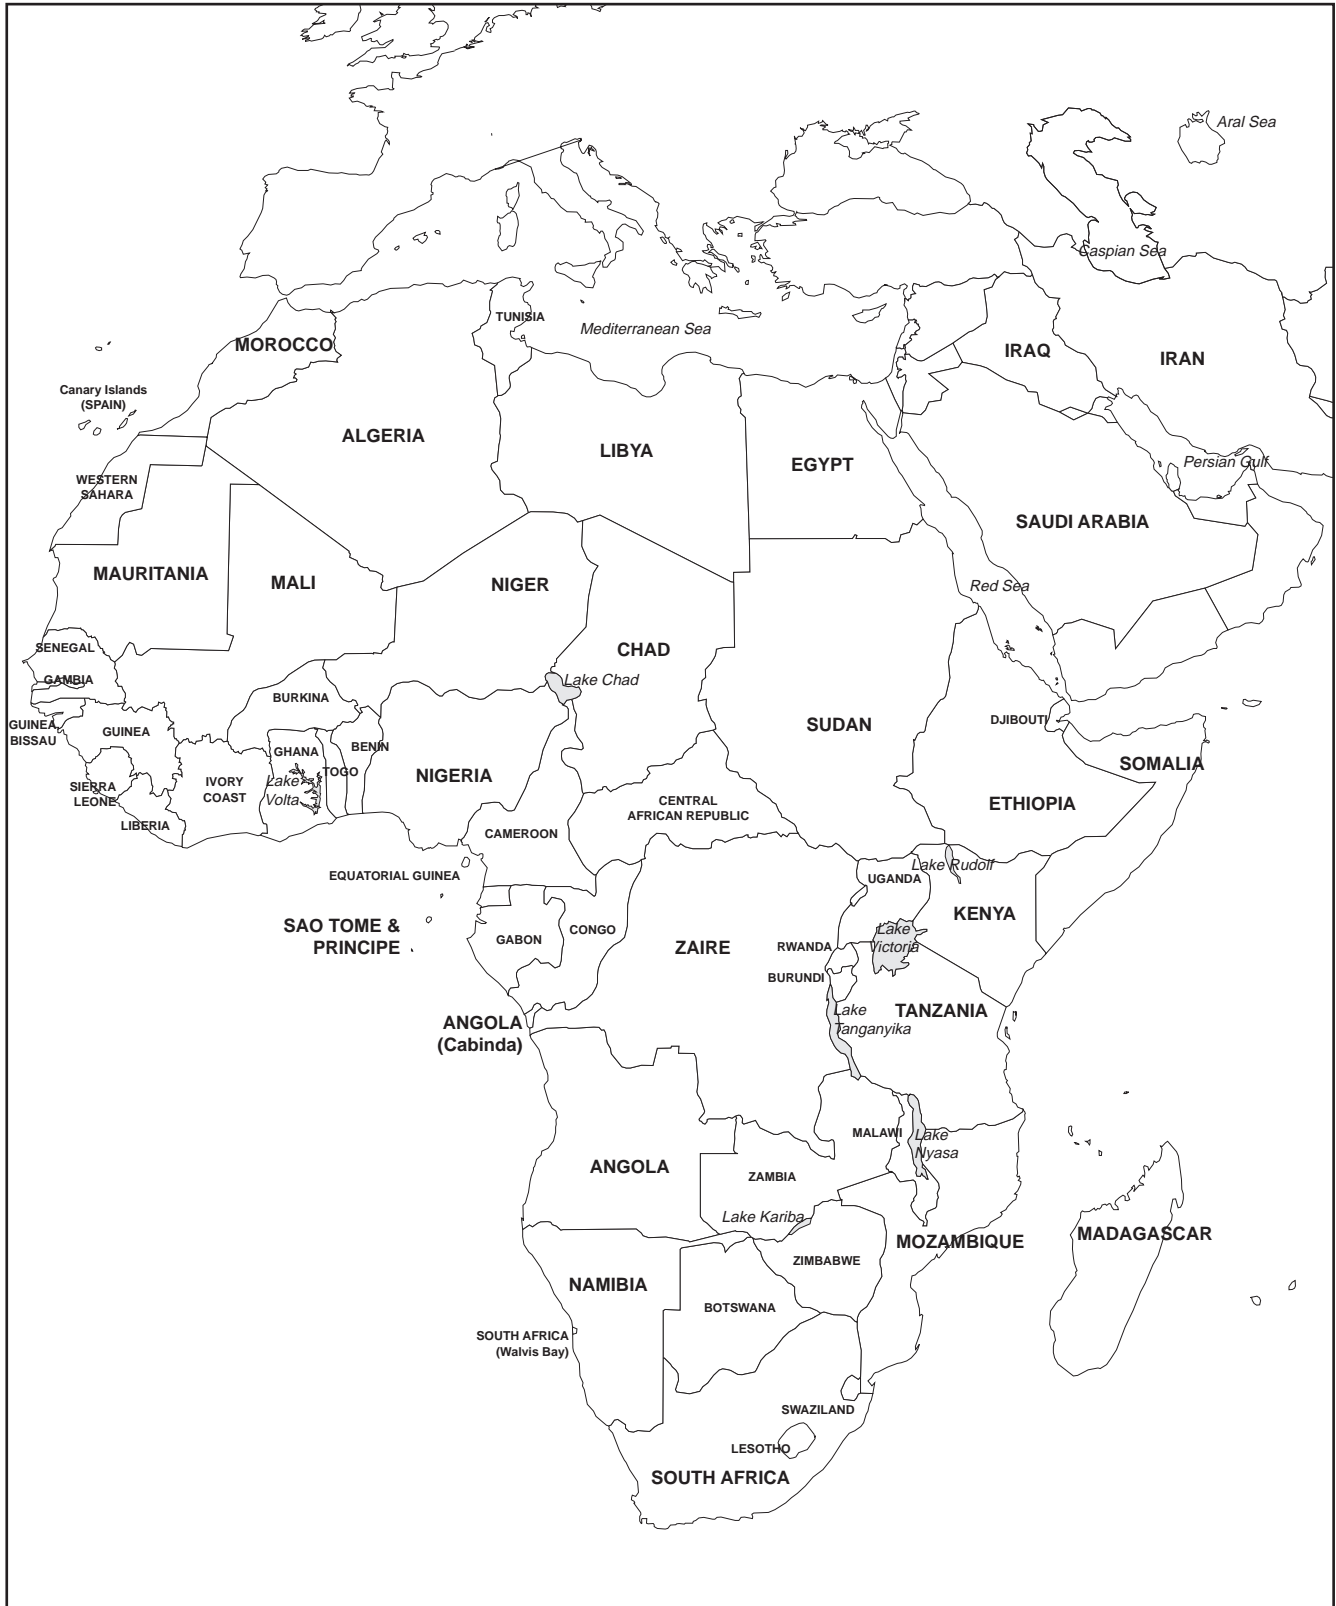 Aral Sea
Caspian Sea
TUNISIA
Mediterranean Sea
MOROCCO
IRAQ
IRAN
Canary Islands
(SPAIN)
ALGERIA
LIBYA
EGYPT
Persian Gulf
WESTERN
SAHARA
SAUDI ARABIA
MAURITANIA
MALI
NIGER
Red Sea
SENEGAL
CHAD
GAMBIA
Lake Chad
BURKINA
GUINEA
BISSAU
GUINEA
SUDAN
DJIBOUTI
GHANA
BENIN
TOGO
NIGERIA
SOMALIA
SIERRA
LEONE
IVORY
COAST
Lake
Volta
LIBERIA
CENTRAL
AFRICAN REPUBLIC
ETHIOPIA
CAMEROON
Lake Rudolf
EQUATORIAL GUINEA
UGANDA
KENYA
SAO TOME &
PRINCIPE
GABON
CONGO
ZAIRE
RWANDA
Lake
Victoria
BURUNDI
Lake
Tanganyika
TANZANIA
ANGOLA
(Cabinda)
MALAWI
Lake
Nyasa
ANGOLA
ZAMBIA
Lake Kariba
MOZAMBIQUE
MADAGASCAR
ZIMBABWE
NAMIBIA
BOTSWANA
SOUTH AFRICA
(Walvis Bay)
SWAZILAND
LESOTHO
SOUTH AFRICA